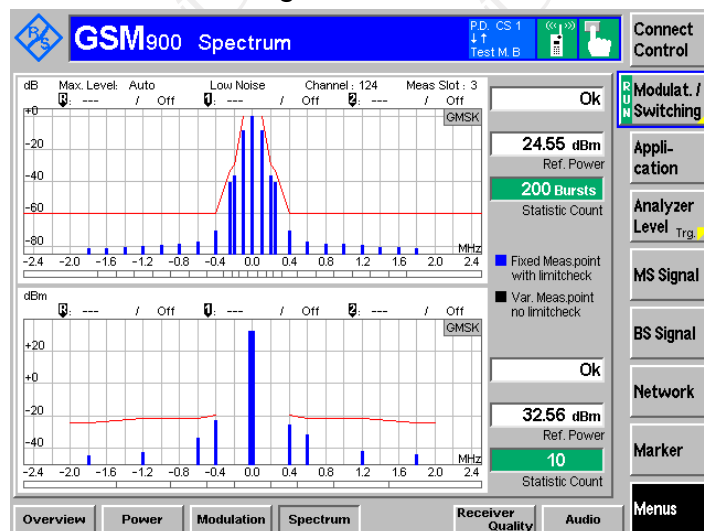 R S
GSM900 Spectrum
P.D. CS 1
Test M. B
Connect
Control
dB Max. Level: Auto Low Noise Channel : 124 Meas Slot : 3
R: --- / Off 1: --- / Off 2: --- / Off
GMSK
+0
-20
-40
-60
-80
MHz
-2.4 -2.0 -1.6 -1.2 -0.8 -0.4 0.0 0.4 0.8 1.2 1.6 2.0 2.4
Ok
24.55 dBm
Ref. Power
200 Bursts
Statistic Count
Fixed Meas.point
with limitcheck
Var. Meas.point
no limitcheck
dBm
R: --- / Off 1: --- / Off 2: --- / Off
GMSK
+20
+0
-20
-40
MHz
-2.4 -2.0 -1.6 -1.2 -0.8 -0.4 0.0 0.4 0.8 1.2 1.6 2.0 2.4
Ok
32.56 dBm
Ref. Power
10
Statistic Count
RUN
Modulat. /
Switching
Appli-
cation
Analyzer
Level Trg.
MS Signal
BS Signal
Network
Marker
Menus
Overview Power Modulation Spectrum Receiver
Quality Audio